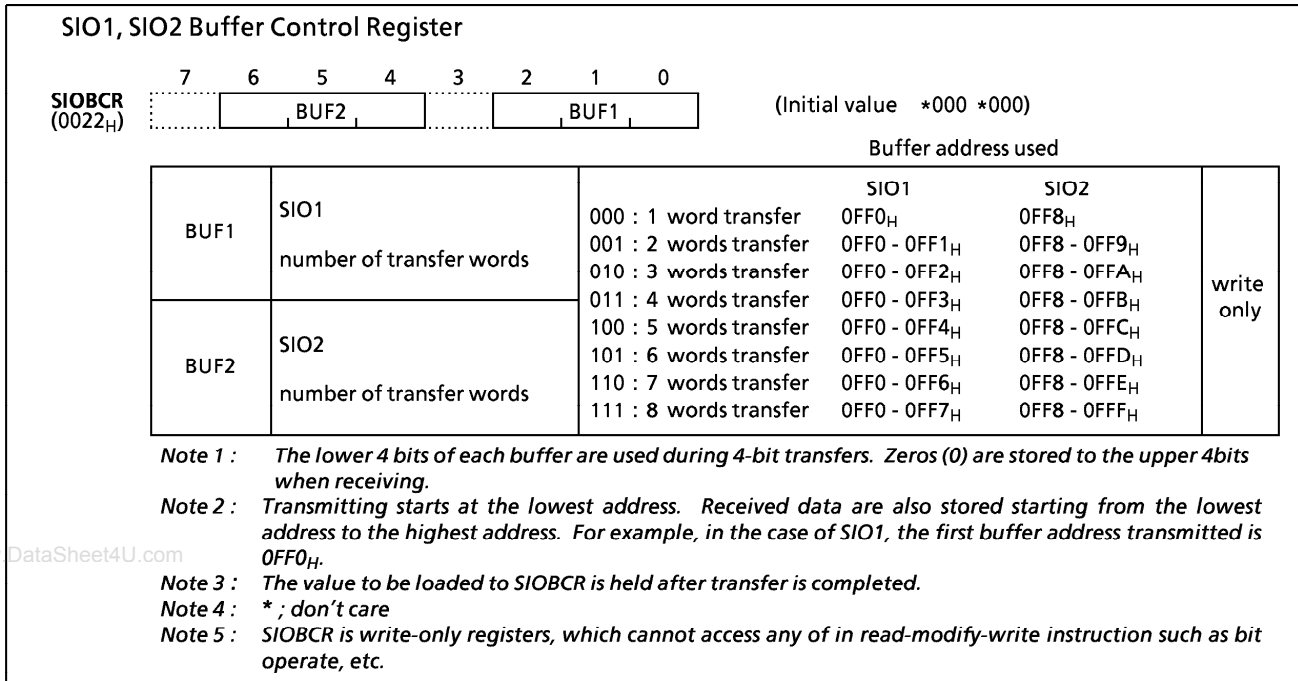 SIO1, SIO2 Buffer Control Register
7 6 5 4 3 2 1 0
SIOBCR (0022H) BUF2 BUF1 (Initial value *000 *000)
Buffer address used
SIO1 SIO2
BUF1 SIO1 number of transfer words
BUF2 SIO2 number of transfer words
000 : 1 word transfer 0FF0H 0FF8H
001 : 2 words transfer 0FF0 - 0FF1H 0FF8 - 0FF9H
010 : 3 words transfer 0FF0 - 0FF2H 0FF8 - 0FFAH
011 : 4 words transfer 0FF0 - 0FF3H 0FF8 - 0FFBH
100 : 5 words transfer 0FF0 - 0FF4H 0FF8 - 0FFCH
101 : 6 words transfer 0FF0 - 0FF5H 0FF8 - 0FFDH
110 : 7 words transfer 0FF0 - 0FF6H 0FF8 - 0FFEH
111 : 8 words transfer 0FF0 - 0FF7H 0FF8 - 0FFFH
write only
Note 1 : The lower 4 bits of each buffer are used during 4-bit transfers. Zeros (0) are stored to the upper 4bits
when receiving.
Note 2 : Transmitting starts at the lowest address. Received data are also stored starting from the lowest
address to the highest address. For example, in the case of SIO1, the first buffer address transmitted is
0FF0H.
.DataSheet4U.com
Note 3 : The value to be loaded to SIOBCR is held after transfer is completed.
Note 4 : * ; don't care
Note 5 : SIOBCR is write-only registers, which cannot access any of in read-modify-write instruction such as bit
operate, etc.